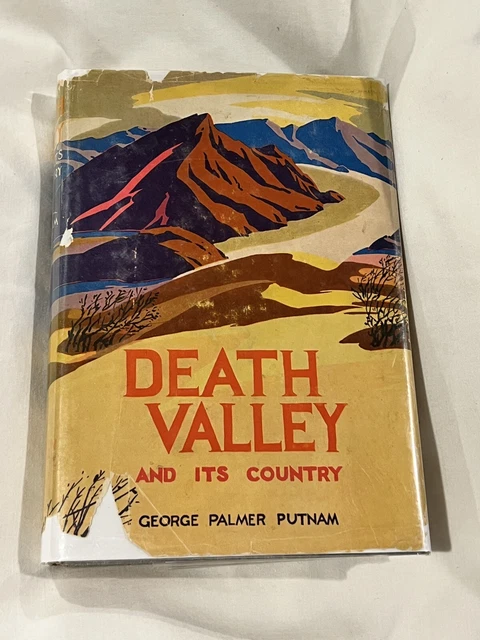 DEATH
VALLEY
AND ITS COUNTRY
GEORGE PALMER PUTNAM